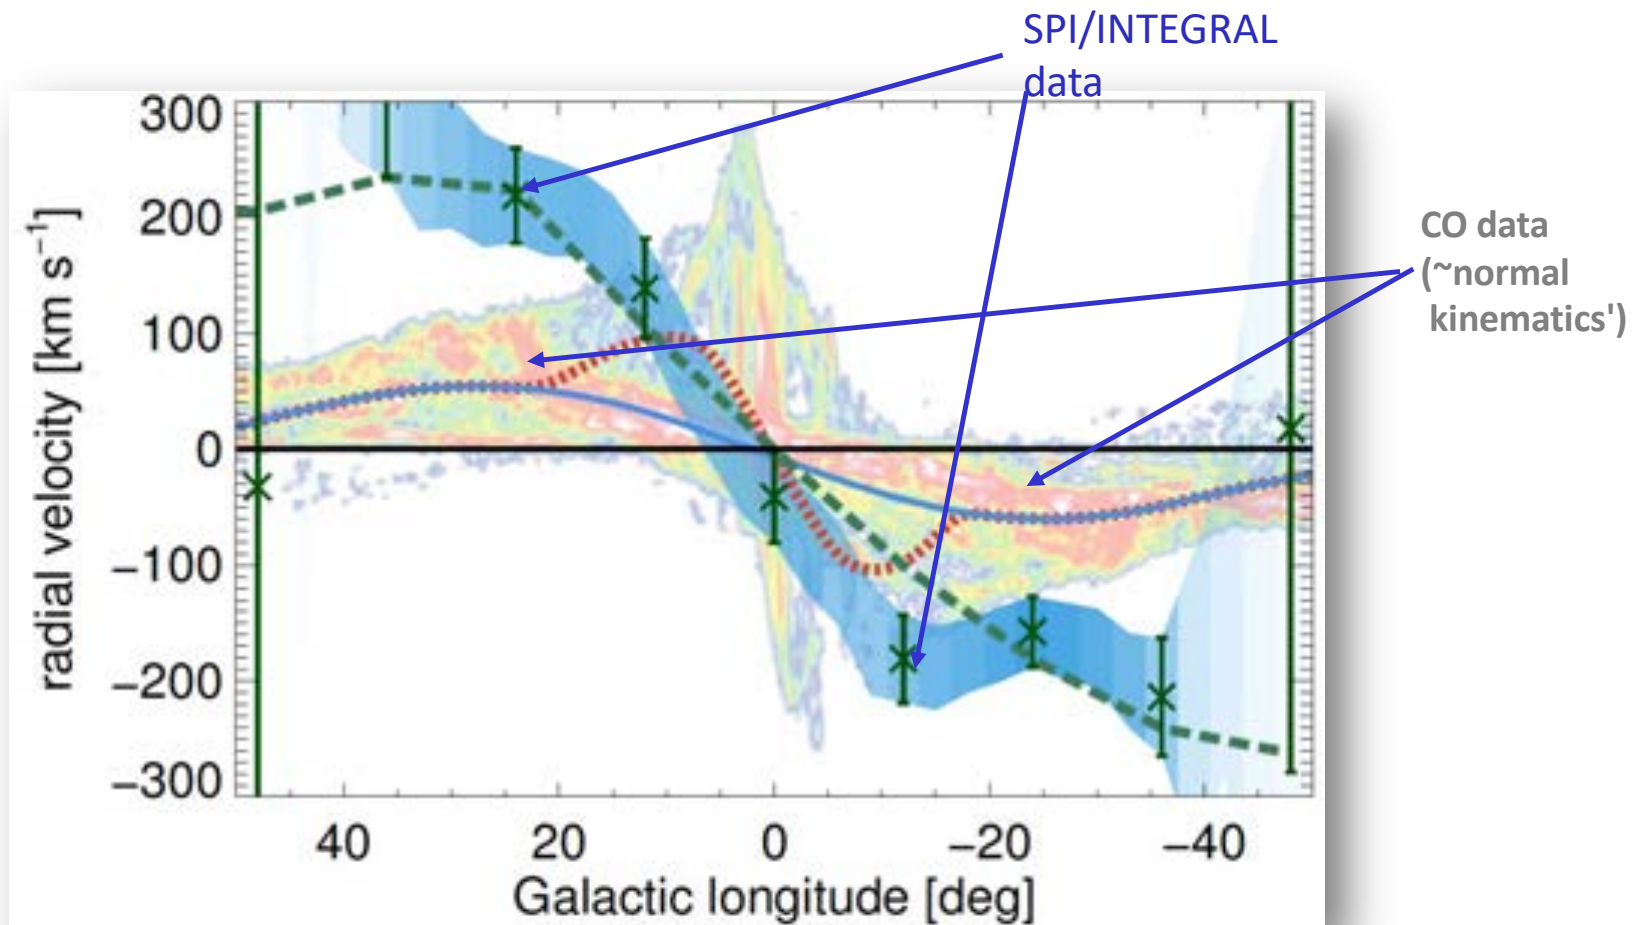 SPI/INTEGRAL
data
CO data
(~normal
kinematics')
radial velocity [km s⁻¹]
300
200
100
0
−100
−200
−300
40
20
0
−20
−40
Galactic longitude [deg]